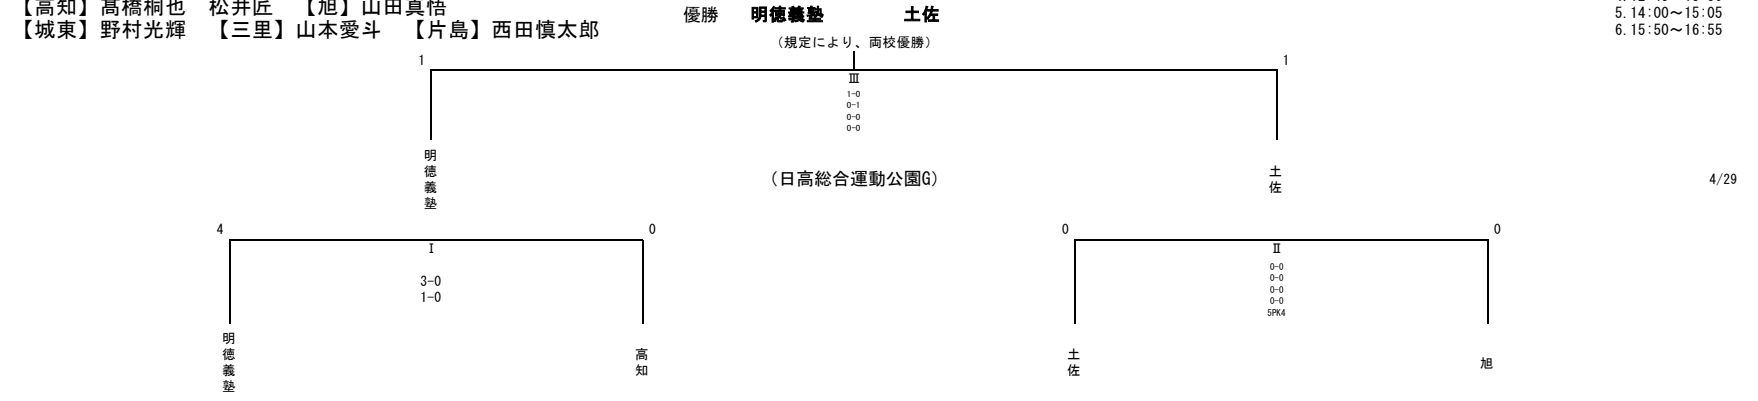 【高知】髙橋桐也　松井匠　【旭】山田真悟
【城東】野村光輝　【三里】山本愛斗　【片島】西田慎太郎
優勝　明徳義塾　土佐
（規定により、両校優勝）
5.14:00～15:05
6.15:50～16:55
1
1
Ⅲ
1-0
0-1
0-0
0-0
明徳義塾
（日高総合運動公園G）
土佐
4/29
4
0
0
0
Ⅰ
3-0
1-0
Ⅱ
0-0
0-0
0-0
0-0
5PK4
明徳義塾
高知
土佐
旭